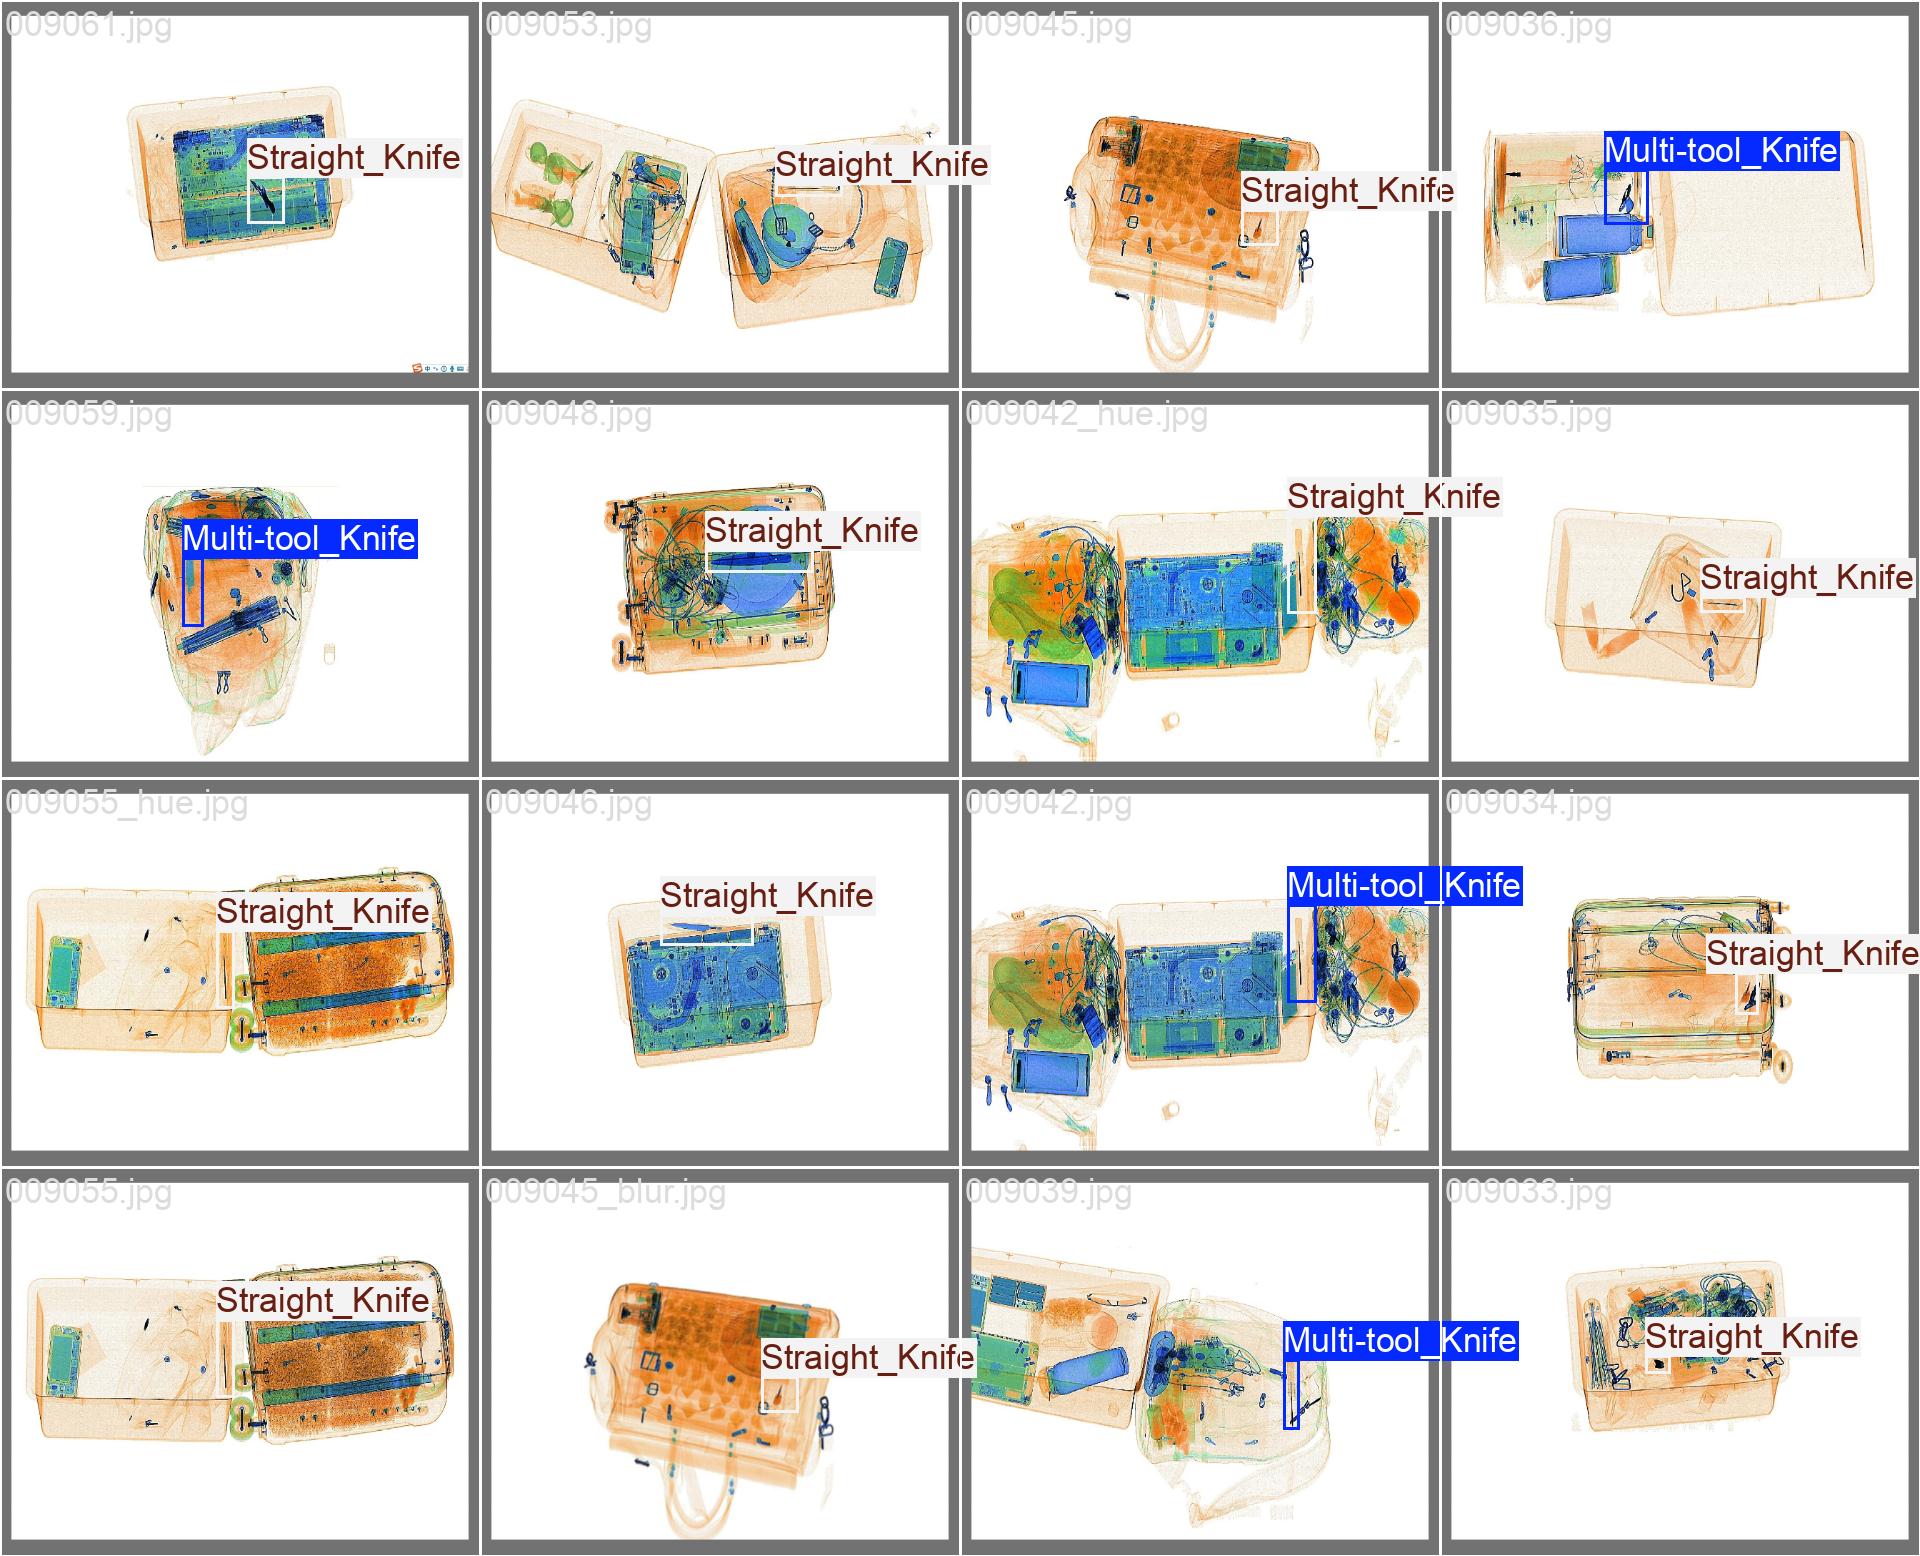 009061.jpg
Straight_Knife
009053.jpg
Straight_Knife
009045.jpg
Straight_Knife
009036.jpg
Multi-tool_Knife
009059.jpg
Multi-tool_Knife
009048.jpg
Straight_Knife
009042_hue.jpg
Straight_Knife
009035.jpg
Straight_Knife
009055_hue.jpg
Straight_Knife
009046.jpg
Straight_Knife
009042.jpg
Multi-tool_Knife
009034.jpg
Straight_Knife
009055.jpg
Straight_Knife
009045_blur.jpg
Straight_Knife
009039.jpg
Multi-tool_Knife
009033.jpg
Straight_Knife